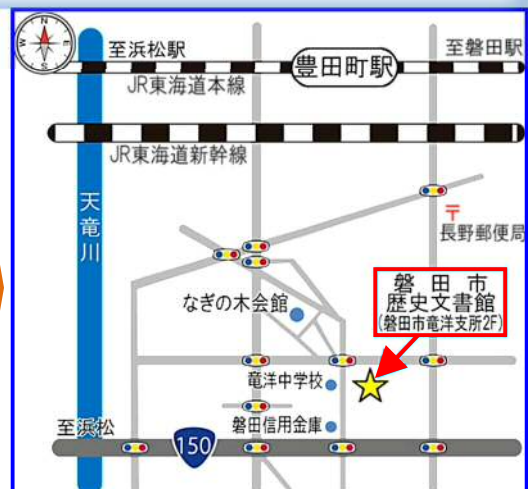 N
W
E
S
至浜松駅
豊田町駅
至磐田駅
JR東海道本線
JR東海道新幹線
天竜川
〒
長野郵便局
磐田市
歴史文書館
(磐田市竜洋支所2F)
なぎの木会館
竜洋中学校
磐田信用金庫
至浜松
150